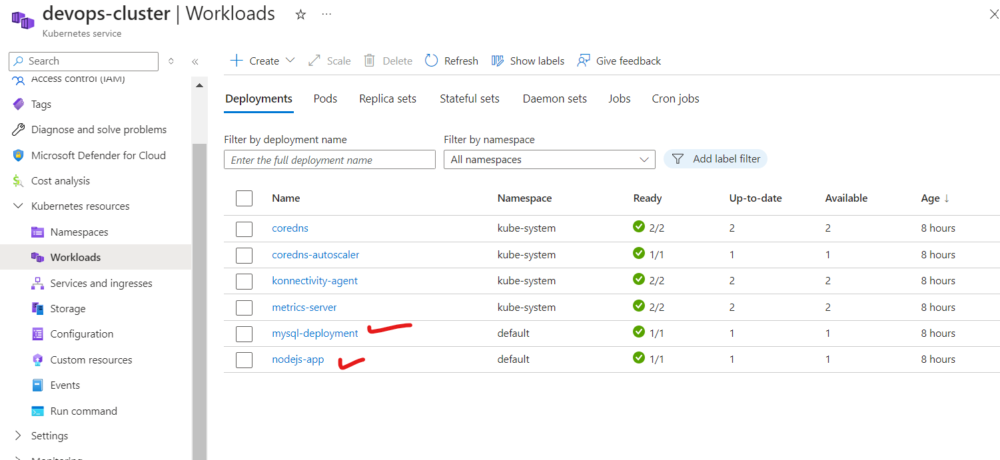 devops-cluster | Workloads
Kubernetes service
Search
Access control (IAM)
Tags
Diagnose and solve problems
Microsoft Defender for Cloud
Cost analysis
Kubernetes resources
Namespaces
Workloads
Services and ingresses
Storage
Configuration
Custom resources
Events
Run command
Settings
Monitoring
Create Scale Delete Refresh Show labels Give feedback
Deployments Pods Replica sets Stateful sets Daemon sets Jobs Cron jobs
Filter by deployment name Filter by namespace
Enter the full deployment name All namespaces Add label filter
Name Namespace Ready Up-to-date Available Age ↓
coredns kube-system 2/2 2 2 8 hours
coredns-autoscaler kube-system 1/1 1 1 8 hours
konnectivity-agent kube-system 2/2 2 2 8 hours
metrics-server kube-system 2/2 2 2 8 hours
mysql-deployment default 1/1 1 1 8 hours
nodejs-app default 1/1 1 1 8 hours